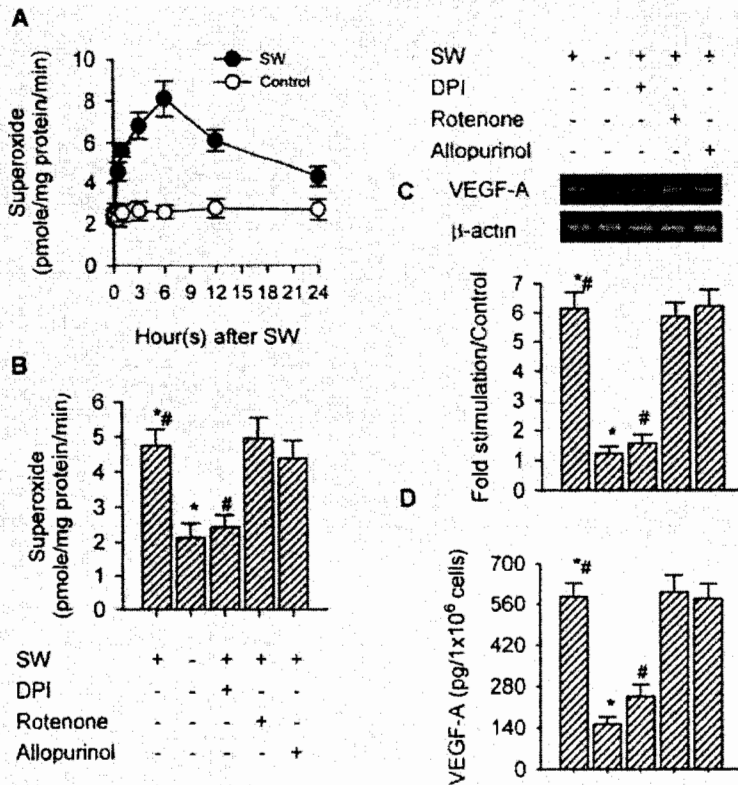 A
Superoxide
(pmole/mg protein/min)
10
8
6
4
2
0
SW
Control
0 3 6 9 12 15 18 21 24
Hour(s) after SW
B
Superoxide
(pmole/mg protein/min)
6
5
4
3
2
1
0
*# * #
SW + - + + +
DPI - - + - -
Rotenone - - - + -
Allopurinol - - - - +
SW + - + + +
DPI - - + - -
Rotenone - - - + -
Allopurinol - - - - +
C
VEGF-A
β-actin
Fold stimulation/Control
7
6
5
4
3
2
1
0
*# * #
D
VEGF-A (pg/1x10⁶ cells)
700
560
420
280
140
0
*# * #